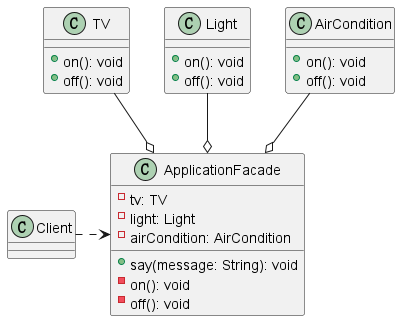 C TV
on(): void
off(): void
C Light
on(): void
off(): void
C AirCondition
on(): void
off(): void
C ApplicationFacade
tv: TV
light: Light
airCondition: AirCondition
say(message: String): void
on(): void
off(): void
C Client